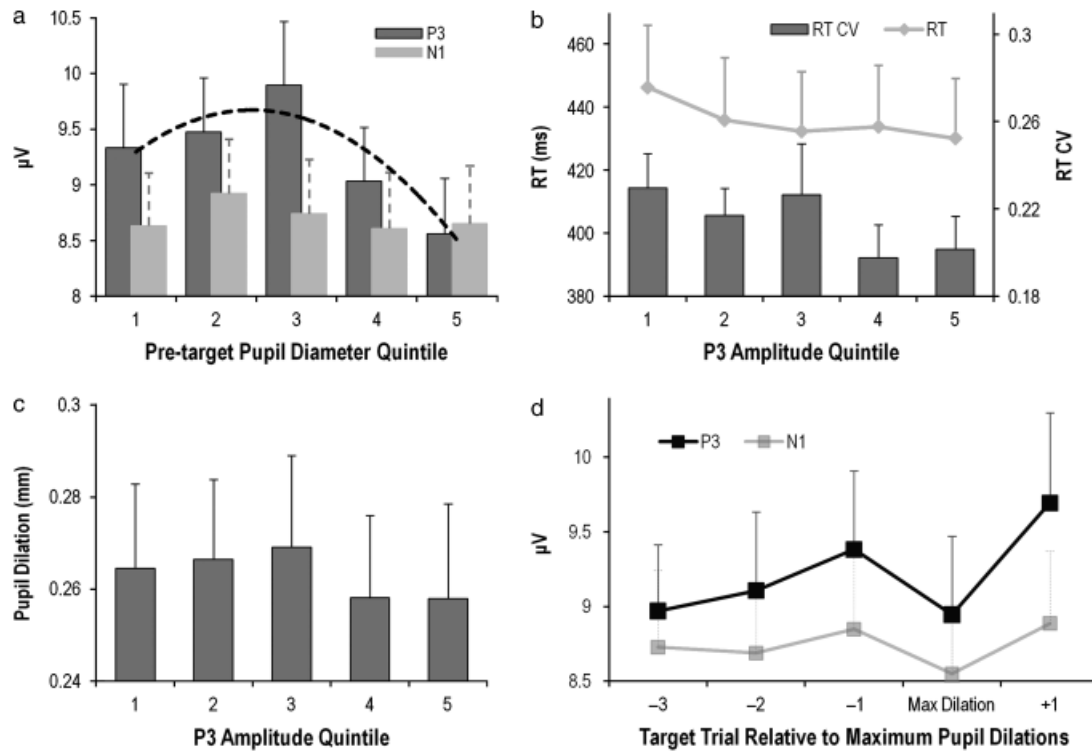 a
10.5
10
9.5
9
8.5
8
µV
P3
N1
1 2 3 4 5
Pre-target Pupil Diameter Quintile
b
460
440
420
400
380
RT (ms)
RT CV
RT
0.3
0.26
0.22
0.18
RT CV
1 2 3 4 5
P3 Amplitude Quintile
c
0.3
0.28
0.26
0.24
Pupil Dilation (mm)
1 2 3 4 5
P3 Amplitude Quintile
d
10
9.5
9
8.5
µV
P3
N1
–3 –2 –1 Max Dilation +1
Target Trial Relative to Maximum Pupil Dilations